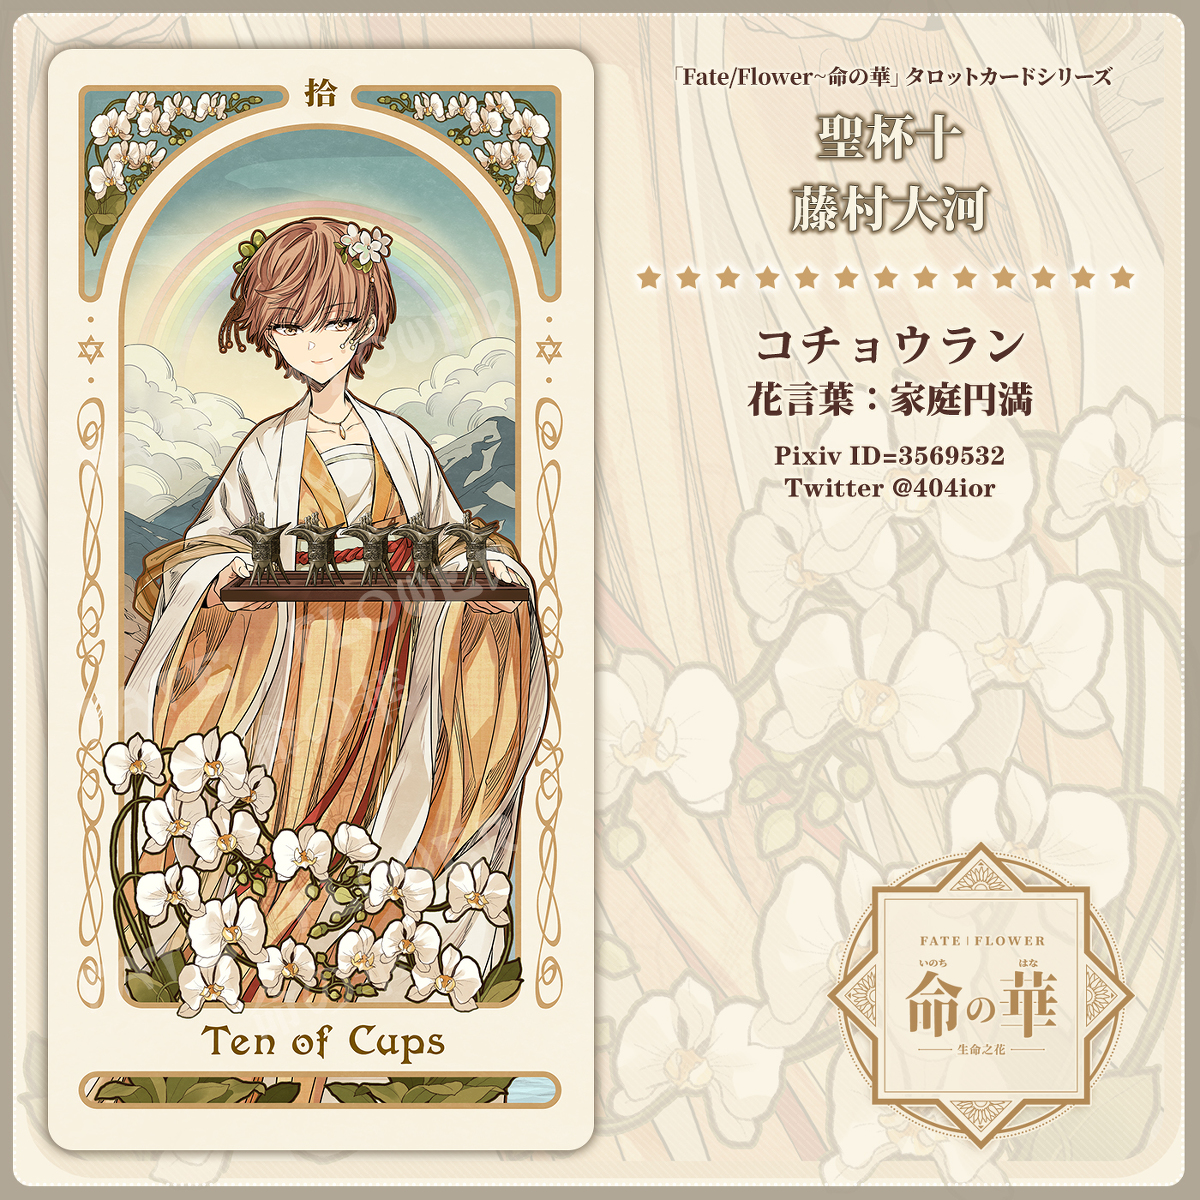 拾
Ten of Cups
「Fate/Flower~命の華」タロットカードシリーズ
聖杯十
藤村大河
コチョウラン
花言葉：家庭円満
Pixiv ID=3569532
Twitter @404ior
FATE | FLOWER
いのち はな
命の華
生命之花
FLOWER